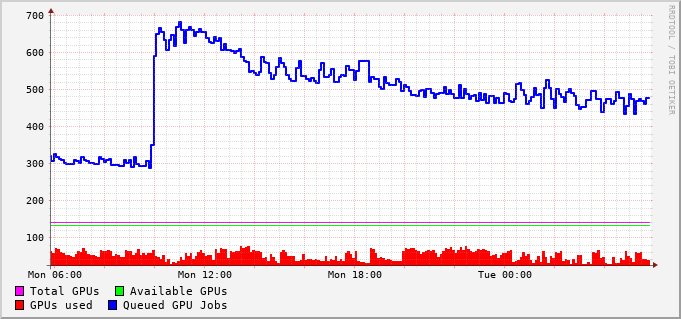 700
600
500
400
300
200
100
Mon 06:00 Mon 12:00 Mon 18:00 Tue 00:00
Total GPUs Available GPUs
GPUs used Queued GPU Jobs
RRDTOOL / TOBI OETIKER